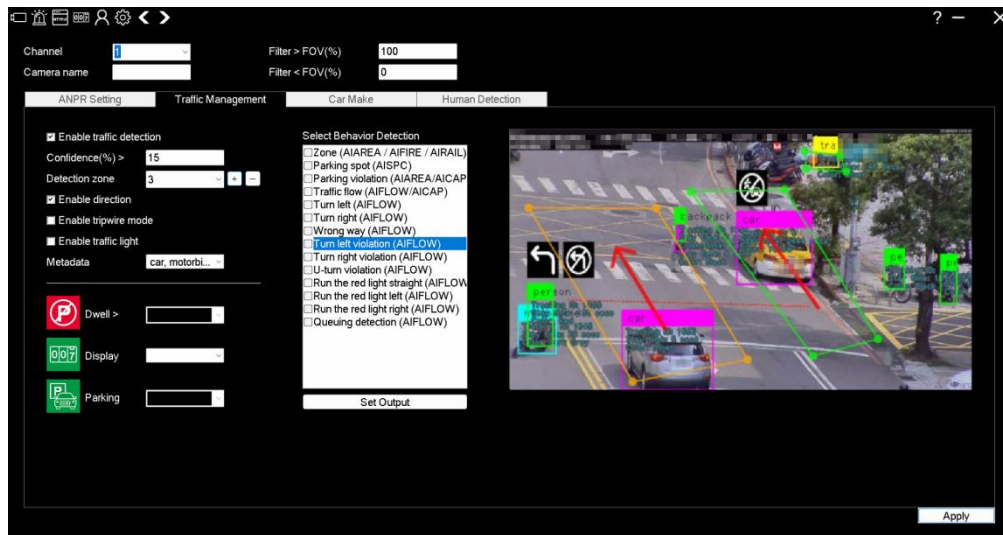 HTTPS
007
?
Channel 1 Filter > FOV(%) 100
Camera name Filter < FOV(%) 0
ANPR Setting Traffic Management Car Make Human Detection
Enable traffic detection
Confidence(%) > 15
Detection zone 3 + -
Enable direction
Enable tripwire mode
Enable traffic light
Metadata car, motorbi...
P Dwell >
007 Display
P Parking
Select Behavior Detection
Zone (AIAREA / AIFIRE / AIRAIL)
Parking spot (AISPC)
Parking violation (AIAREA/AICAP
Traffic flow (AIFLOW/AICAP)
Turn left (AIFLOW)
Turn right (AIFLOW)
Wrong way (AIFLOW)
Turn left violation (AIFLOW)
Turn right violation (AIFLOW)
U-turn violation (AIFLOW)
Run the red light straight (AIFLOW)
Run the red light left (AIFLOW)
Run the red light right (AIFLOW)
Queuing detection (AIFLOW)
Set Output
tra
backpack car
pe
person
car
Apply